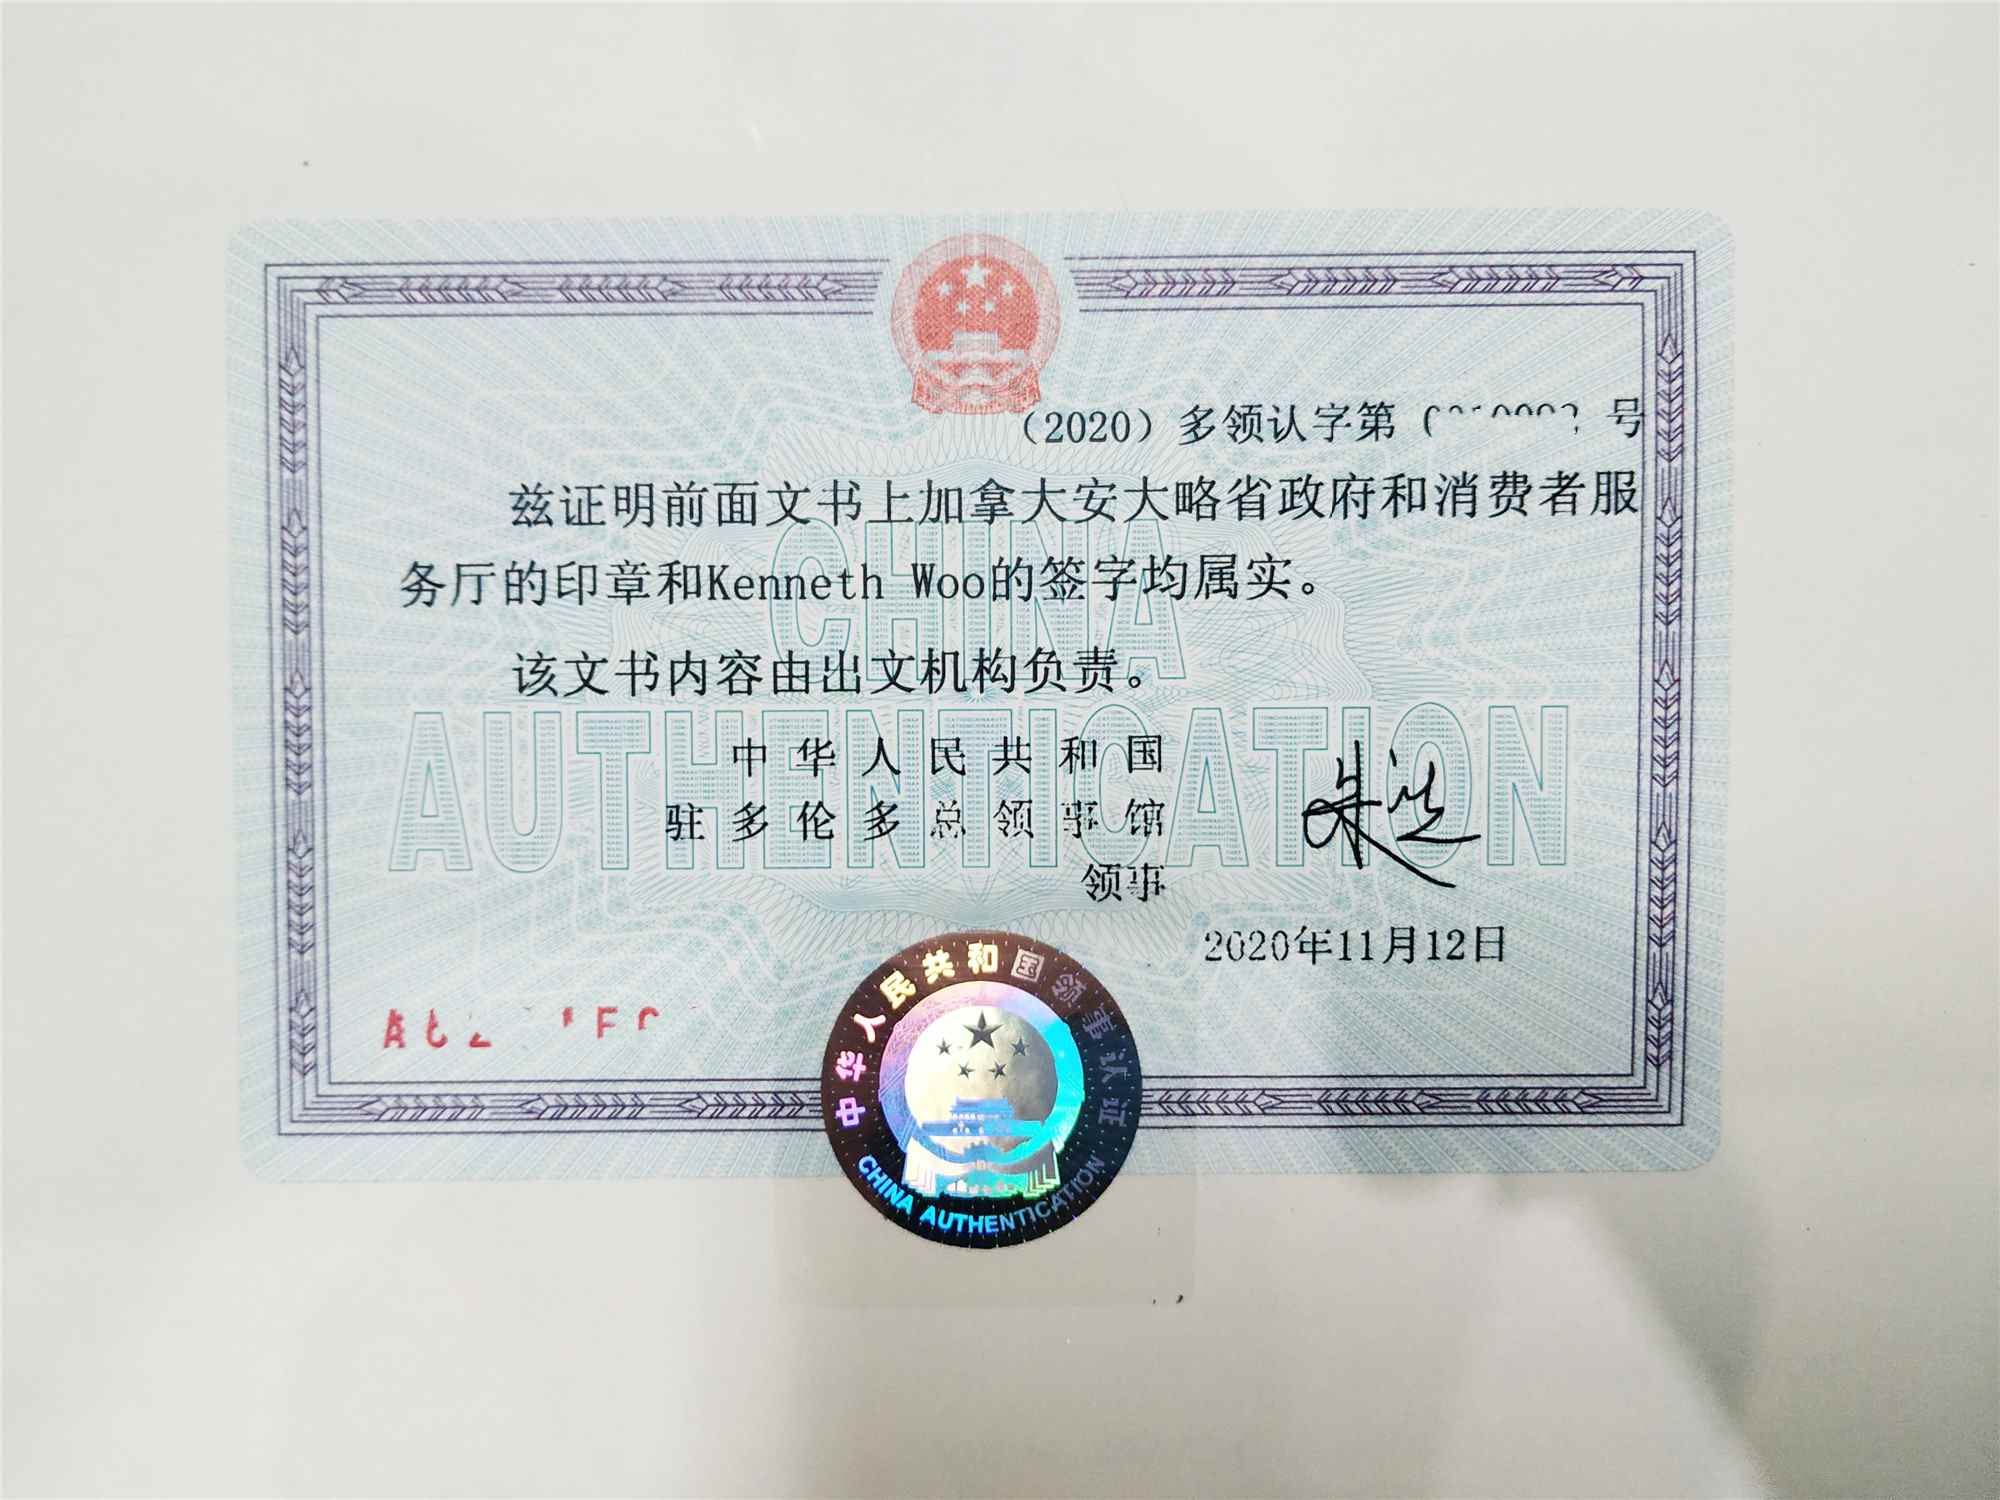 （2020）多领认字第 号
兹证明前面文书上加拿大安大略省政府和消费者服
务厅的印章和Kenneth Woo的签字均属实。
该文书内容由出文机构负责。
中华人民共和国
驻多伦多总领事馆
领事
2020年11月12日
CHINA
AUTHENTICATION
中华人民共和国领事认证
CHINA AUTHENTICATION